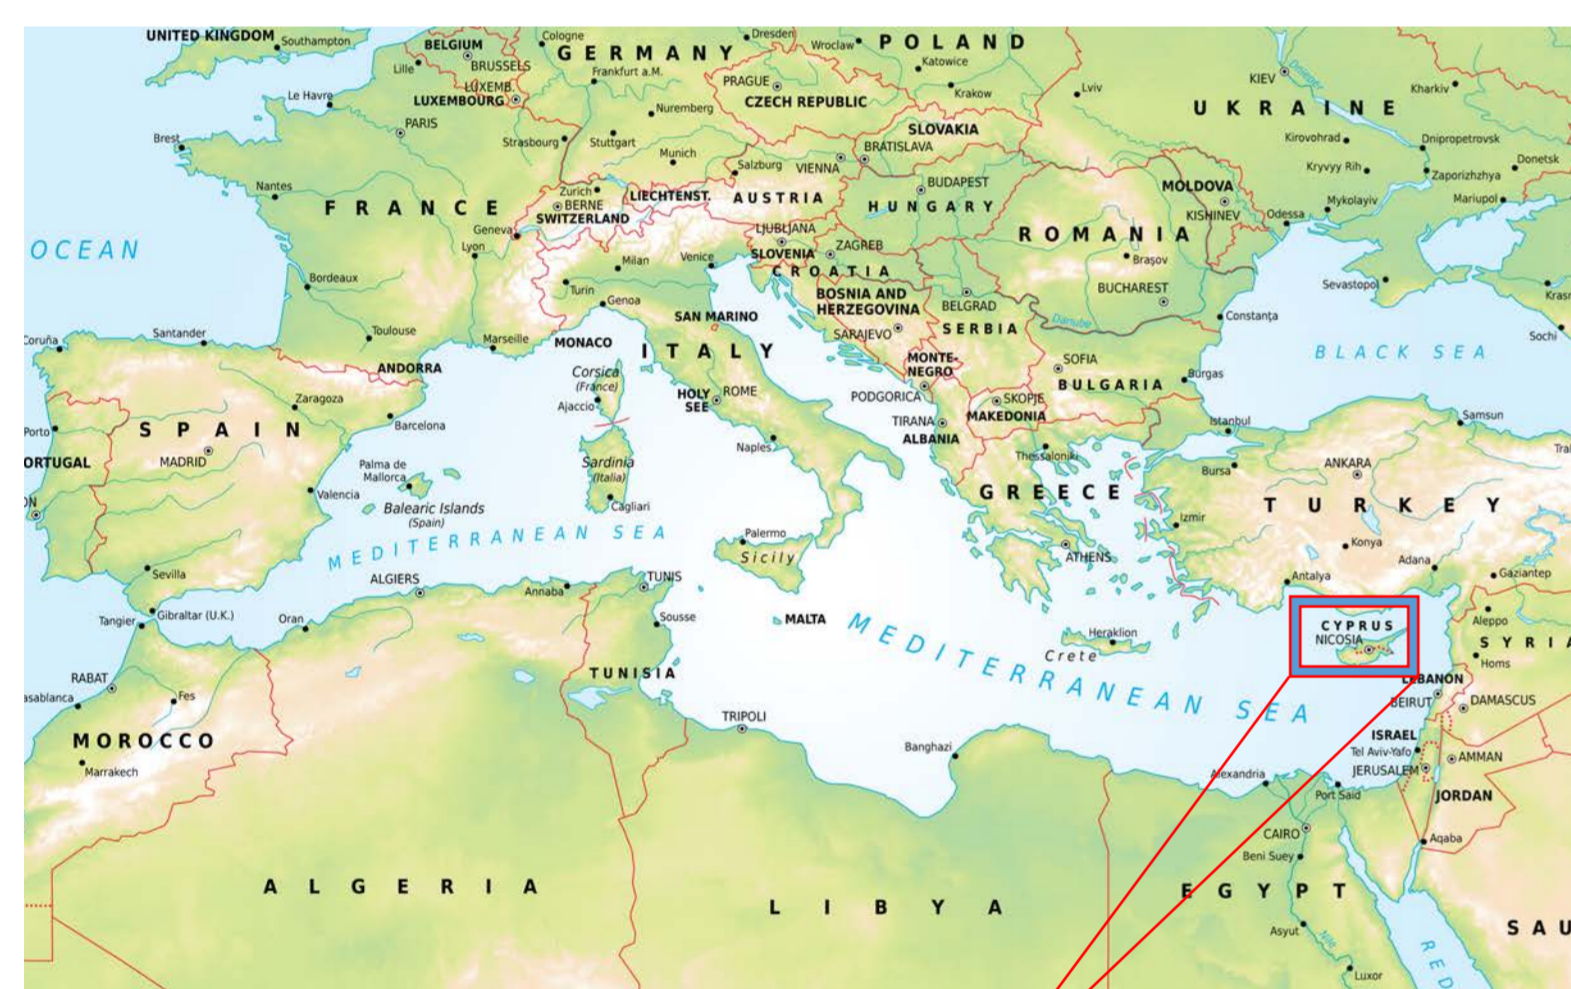 UNITED KINGDOM
Southampton
BELGIUM
BRUSSELS
Lille
LUXEMB.
LUXEMBOURG
Cologne
GERMANY
Dresden
Frankfurt a.M.
Nuremberg
Wroclaw
POLAND
Katowice
Krakow
PRAGUE
CZECH REPUBLIC
Lviv
KIEV
Dnieper
Kharkiv
UKRAINE
Kirovohrad
Dnipropetrovsk
Kryvyy Rih
Donetsk
Zaporizhzhya
Mykolayiv
Mariupol
Le Havre
PARIS
Brest
Strasbourg
Stuttgart
Munich
Salzburg
VIENNA
SLOVAKIA
BRATISLAVA
Nantes
FRANCE
Zurich
BERNE
SWITZERLAND
LIECHTENST.
AUSTRIA
BUDAPEST
HUNGARY
MOLDOVA
KISHINEV
Odessa
ROMANIA
Brașov
BUCHAREST
OCEAN
Geneva
Lyon
LJUBLJANA
SLOVENIA
ZAGREB
CROATIA
Milan
Venice
Turin
Genoa
Bordeaux
BOSNIA AND
HERZEGOVINA
SARAJEVO
BELGRAD
SERBIA
Danube
Sevastopol
Kras
Constanța
Sochi
Coruña
Santander
Toulouse
Marseille
MONACO
SAN MARINO
ITALY
ANDORRA
Corsica
(France)
Ajaccio
HOLY
SEE
ROME
MONTE-
NEGRO
PODGORICA
SOFIA
BULGARIA
Burgas
BLACK SEA
SKOPJE
MAKEDONIA
TIRANA
ALBANIA
Istanbul
Samsun
Zaragoza
Porto
SPAIN
Barcelona
MADRID
ORTUGAL
Palma de
Mallorca
Valencia
Balearic Islands
(Spain)
Sardinia
(Italia)
Cagliari
Naples
Thessaloniki
Bursa
ANKARA
Tra
GREECE
TURKEY
Izmir
Konya
MEDITERRANEAN SEA
Palermo
Sicily
ATHENS
Adana
Antalya
Gaziantep
Sevilla
ALGIERS
Annaba
TUNIS
Tangier
Gibraltar (U.K.)
Oran
Sousse
MALTA
MEDITERRANEAN SEA
Heraklion
Crete
CYPRUS
NICOSIA
Aleppo
SYRIA
Homs
TUNISIA
RABAT
asablanca
Fes
LEBANON
BEIRUT
DAMASCUS
TRIPOLI
MOROCCO
Marrakech
Banghazi
ISRAEL
Tel Aviv-Yafo
AMMAN
JERUSALEM
Alexandria
Port Said
JORDAN
CAIRO
Aqaba
Beni Suey
ALGERIA
LIBYA
EGYPT
Asyut
Nile
SAU
Luxor
RED